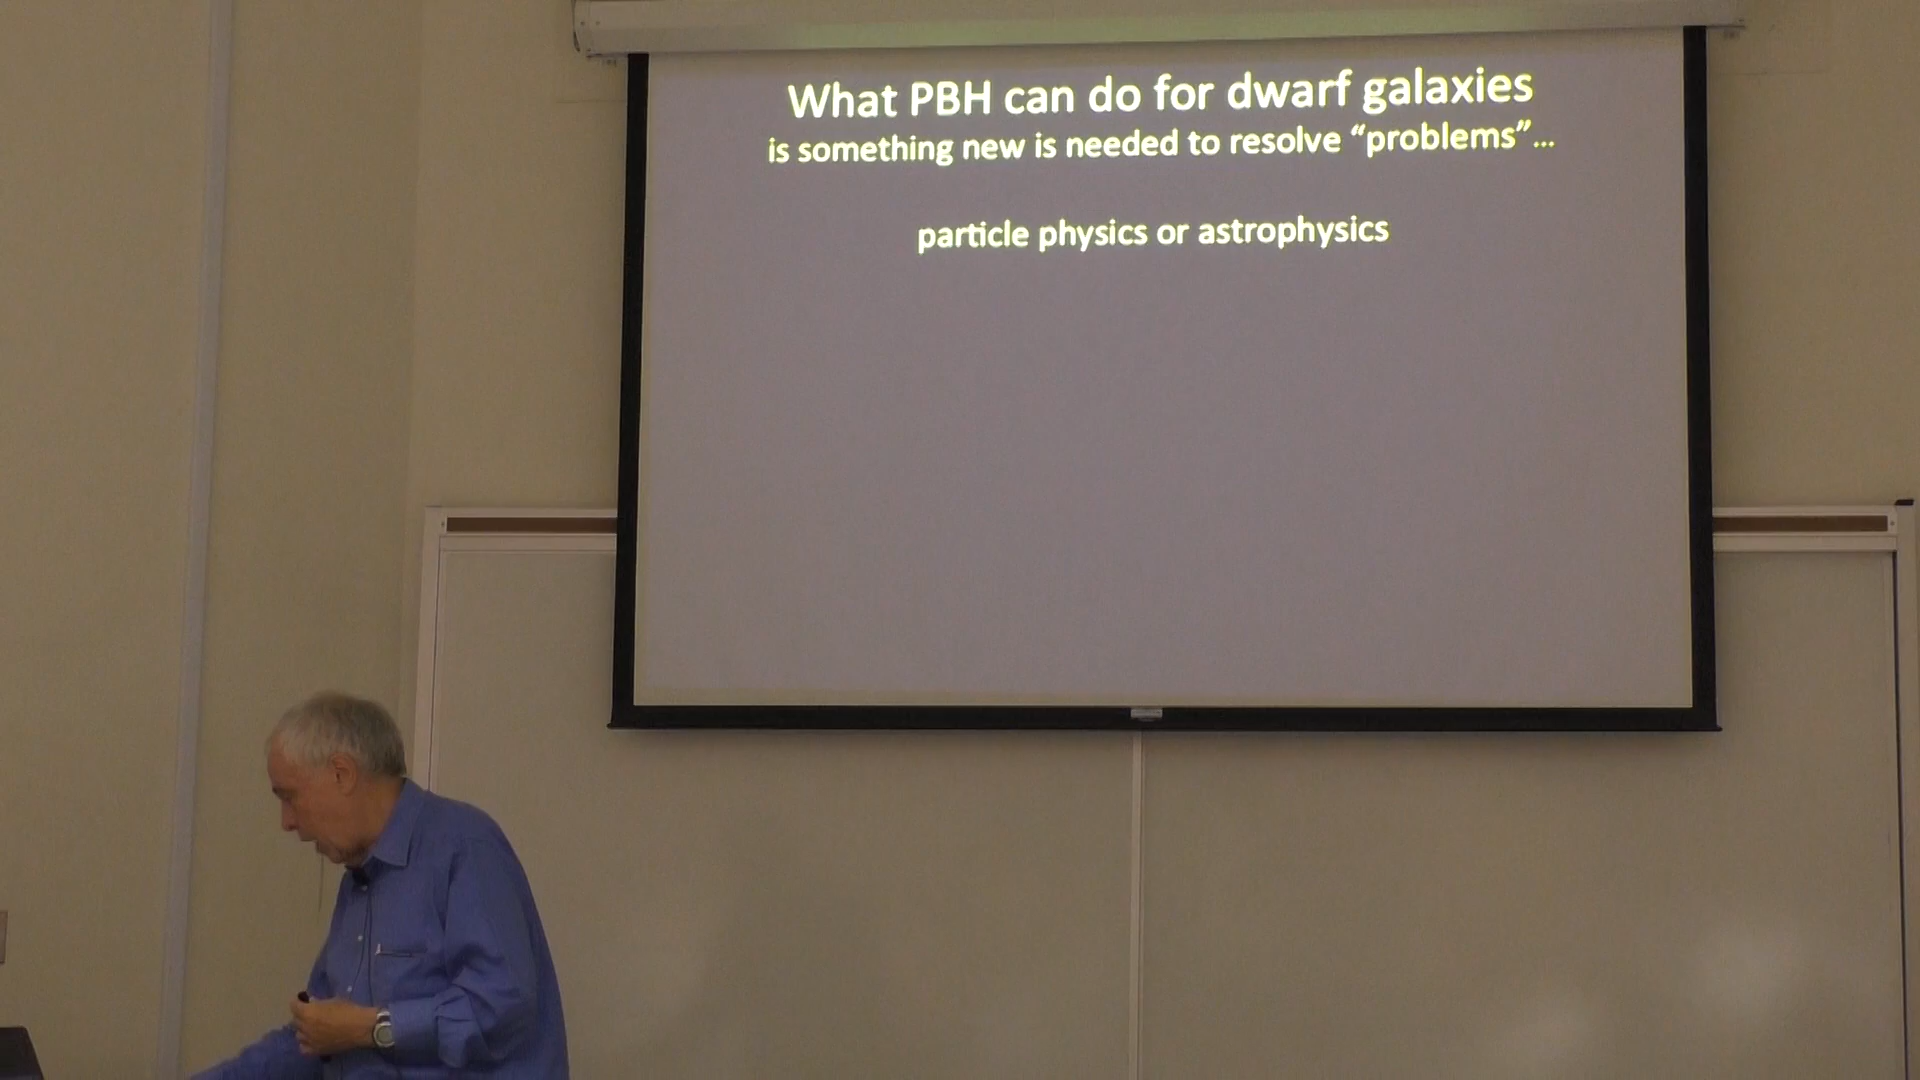 What PBH can do for dwarf galaxies
is something new is needed to resolve “problems”...
particle physics or astrophysics